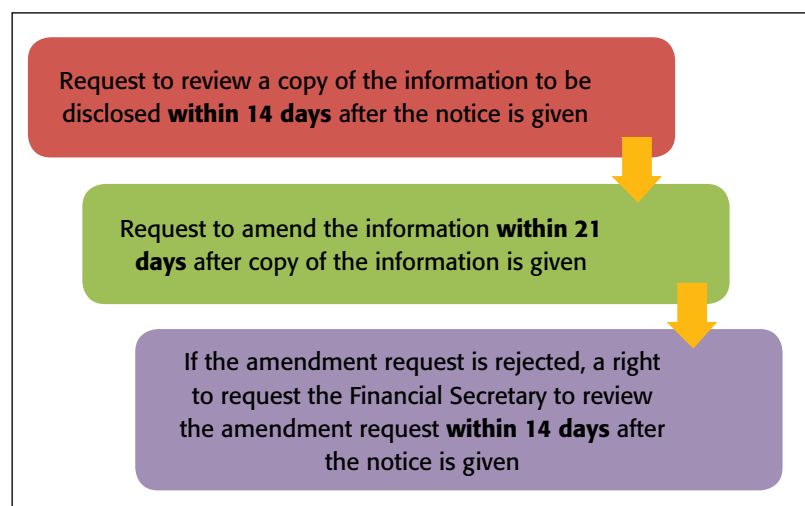 Request to review a copy of the information to be
disclosed within 14 days after the notice is given
Request to amend the information within 21
days after copy of the information is given
If the amendment request is rejected, a right
to request the Financial Secretary to review
the amendment request within 14 days after
the notice is given